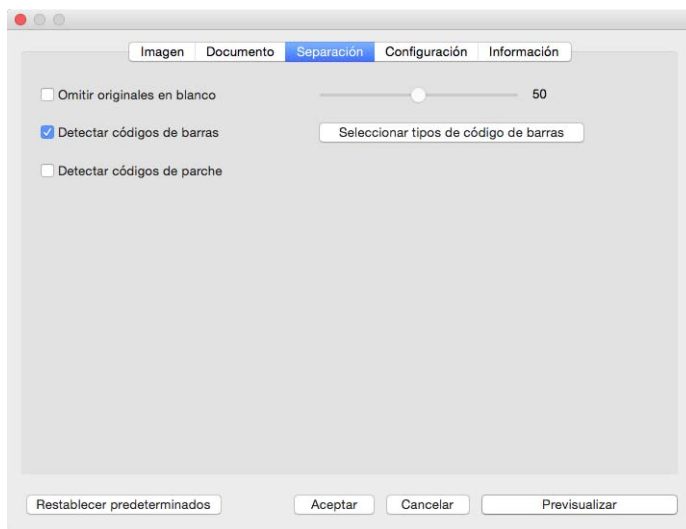 Imagen Documento Separación Configuración Información
Omitir originales en blanco 50
Detectar códigos de barras Seleccionar tipos de código de barras
Detectar códigos de parche
Restablecer predeterminados Aceptar Cancelar Previsualizar